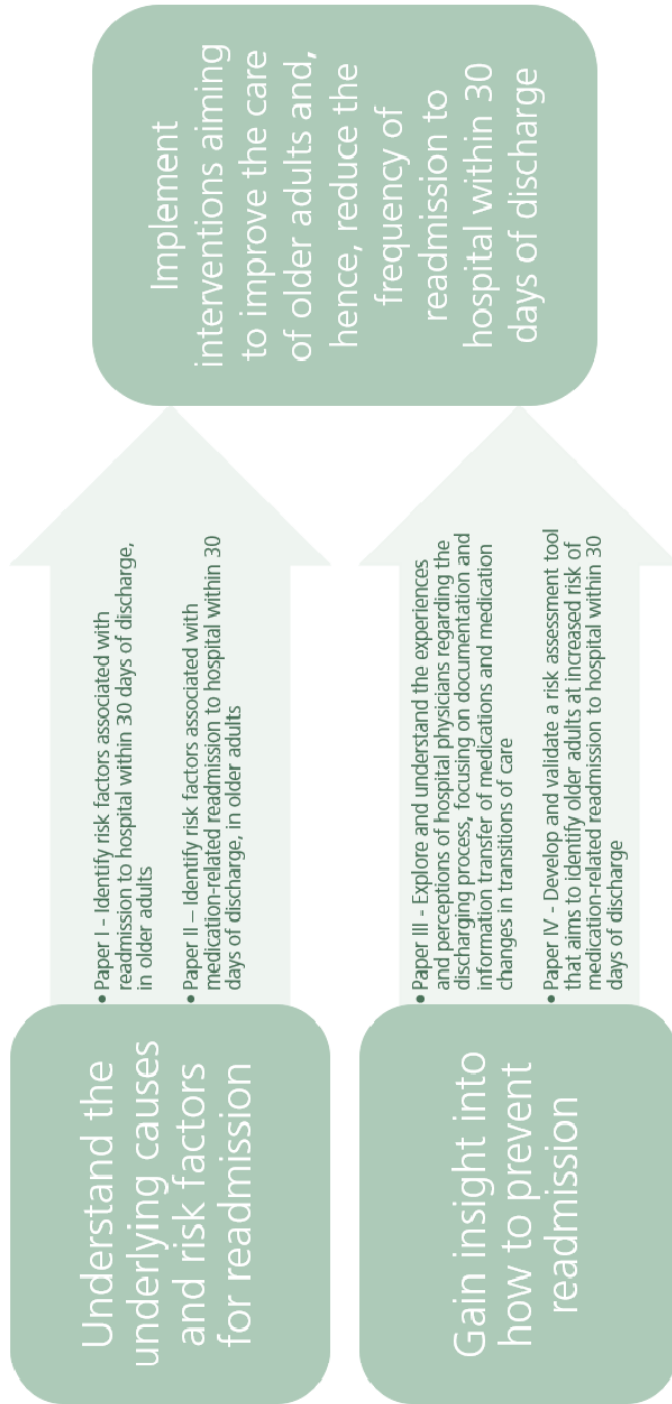 Understand the
underlying causes
and risk factors
for readmission
• Paper I - Identify risk factors associated with
readmission to hospital within 30 days of discharge,
in older adults
• Paper II – Identify risk factors associated with
medication-related readmission to hospital within 30
days of discharge, in older adults
Gain insight into
how to prevent
readmission
• Paper III - Explore and understand the experiences
and perceptions of hospital physicians regarding the
discharging process, focusing on documentation and
information transfer of medications and medication
changes in transitions of care
• Paper IV - Develop and validate a risk assessment tool
that aims to identify older adults at increased risk of
medication-related readmission to hospital within 30
days of discharge
Implement
interventions aiming
to improve the care
of older adults and,
hence, reduce the
frequency of
readmission to
hospital within 30
days of discharge